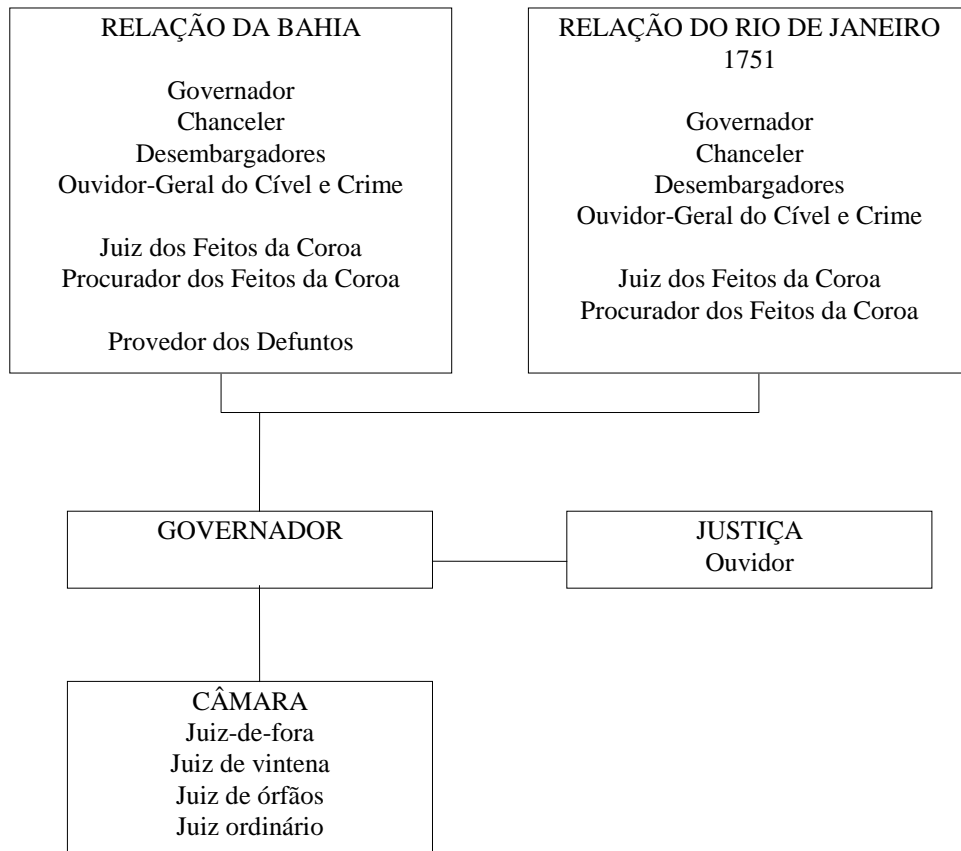 RELAÇÃO DA BAHIA
Governador
Chanceler
Desembargadores
Ouvidor-Geral do Cível e Crime
Juiz dos Feitos da Coroa
Procurador dos Feitos da Coroa
Provedor dos Defuntos
RELAÇÃO DO RIO DE JANEIRO
1751
Governador
Chanceler
Desembargadores
Ouvidor-Geral do Cível e Crime
Juiz dos Feitos da Coroa
Procurador dos Feitos da Coroa
GOVERNADOR
JUSTIÇA
Ouvidor
CÂMARA
Juiz-de-fora
Juiz de vintena
Juiz de órfãos
Juiz ordinário